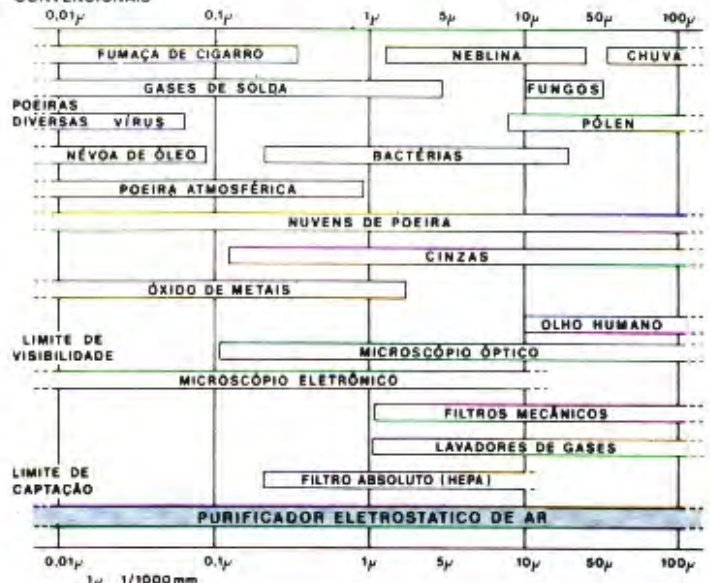 CONVENCIONAIS
0,01μ 0,1μ 1μ 5μ 10μ 50μ 100μ
FUMAÇA DE CIGARRO NEBLINA CHUVA
GASES DE SOLDA FUNGOS
POEIRAS
DIVERSAS VÍRUS PÓLEN
NÉVOA DE ÓLEO BACTÉRIAS
POEIRA ATMOSFÉRICA
NUVENS DE POEIRA
CINZAS
ÓXIDO DE METAIS
OLHO HUMANO
LIMITE DE
VISIBILIDADE
MICROSCÓPIO ÓPTICO
MICROSCÓPIO ELETRÔNICO
FILTROS MECÂNICOS
LAVADORES DE GASES
LIMITE DE
CAPTAÇÃO
FILTRO ABSOLUTO (HEPA)
PURIFICADOR ELETROSTATICO DE AR
0,01μ 0,1μ 1μ 5μ 10μ 50μ 100μ
1μ 1/1000 mm